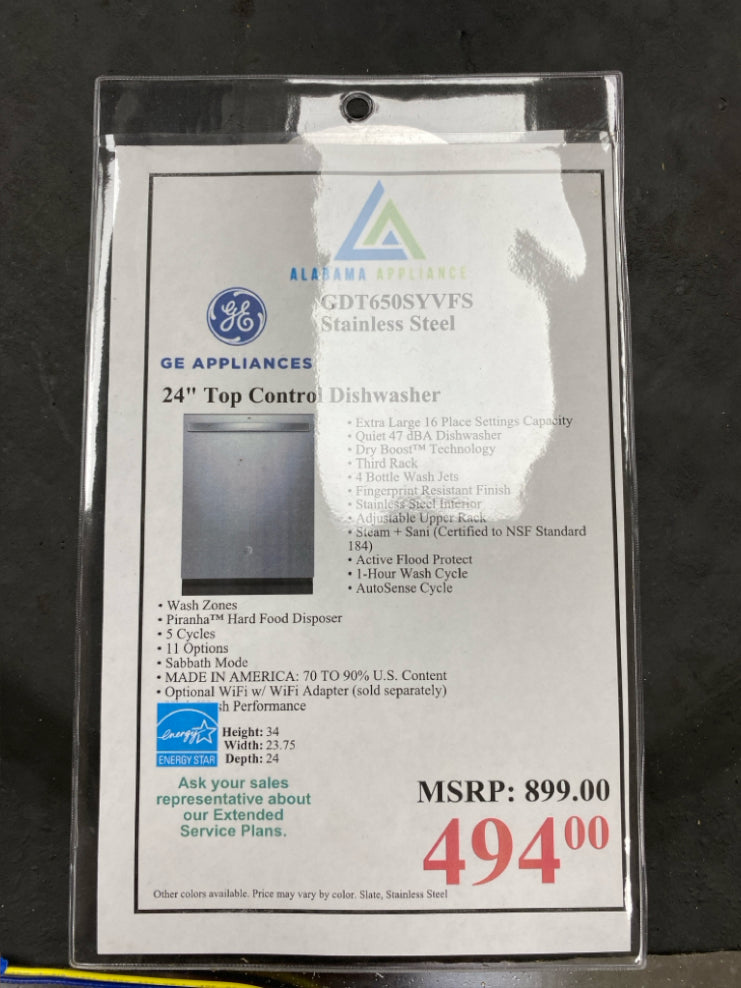 ALABAMA APPLIANCE
GE
GE APPLIANCES
GDT650SYVFS
Stainless Steel
24" Top Control Dishwasher
• Extra Large 16 Place Settings Capacity
• Quiet 47 dBA Dishwasher
• Dry Boost™ Technology
• Third Rack
• 4 Bottle Wash Jets
• Fingerprint Resistant Finish
• Stainless Steel Interior
• Adjustable Upper Rack
• Steam + Sani (Certified to NSF Standard
184)
• Active Flood Protect
• 1-Hour Wash Cycle
• AutoSense Cycle
• Wash Zones
• Piranha™ Hard Food Disposer
• 5 Cycles
• 11 Options
• Sabbath Mode
• MADE IN AMERICA: 70 TO 90% U.S. Content
• Optional WiFi w/ WiFi Adapter (sold separately)
sh Performance
energy
ENERGY STAR
Height: 34
Width: 23.75
Depth: 24
Ask your sales
representative about
our Extended
Service Plans.
MSRP: 899.00
494⁰⁰
Other colors available. Price may vary by color. Slate, Stainless Steel